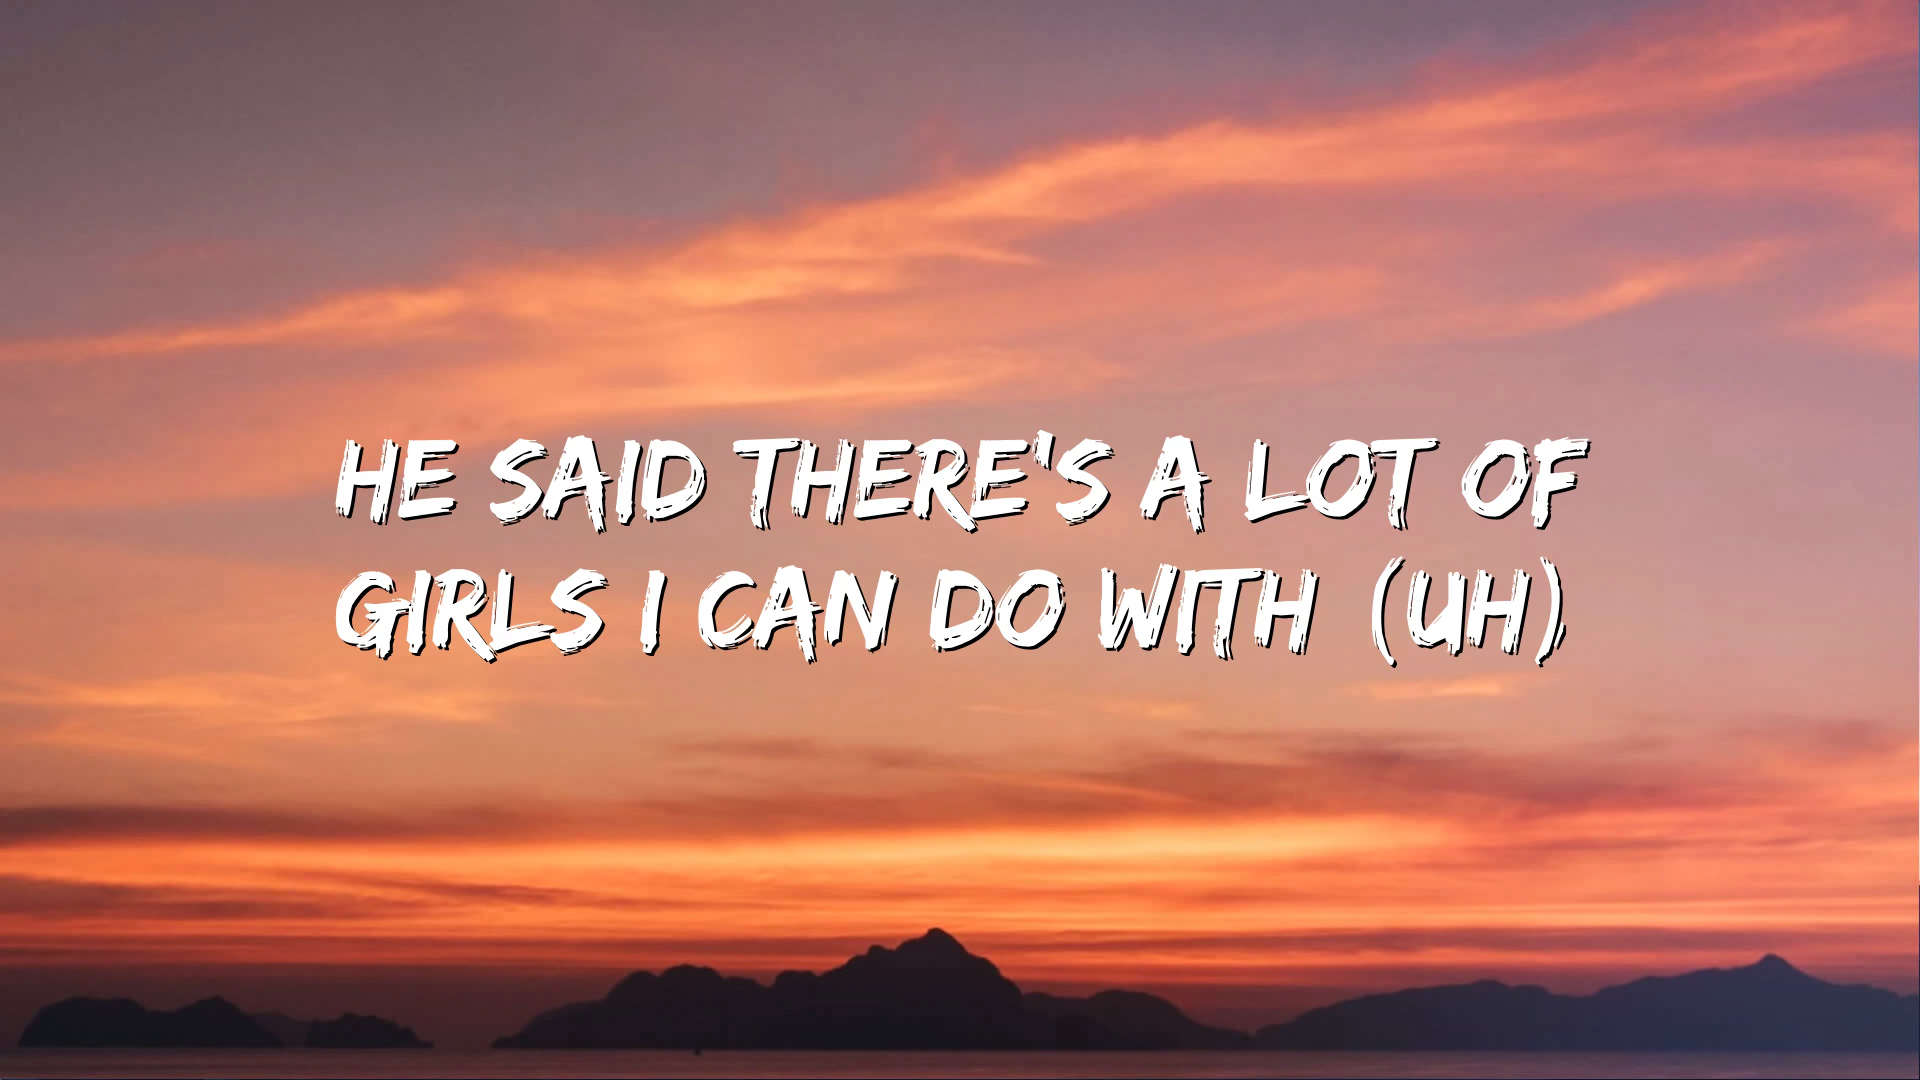 HE SAID THERE'S A LOT OF
GIRLS I CAN DO WITH (UH)